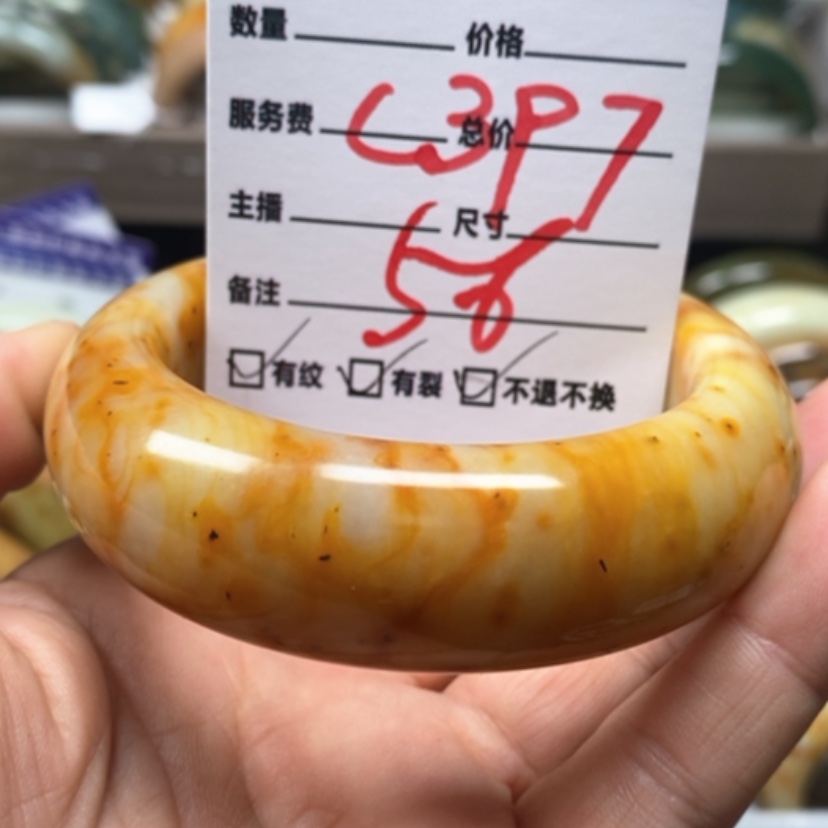 数量 价格
服务费 总价
C3P7
主播 尺寸
56
备注
有纹 有裂 不退不换